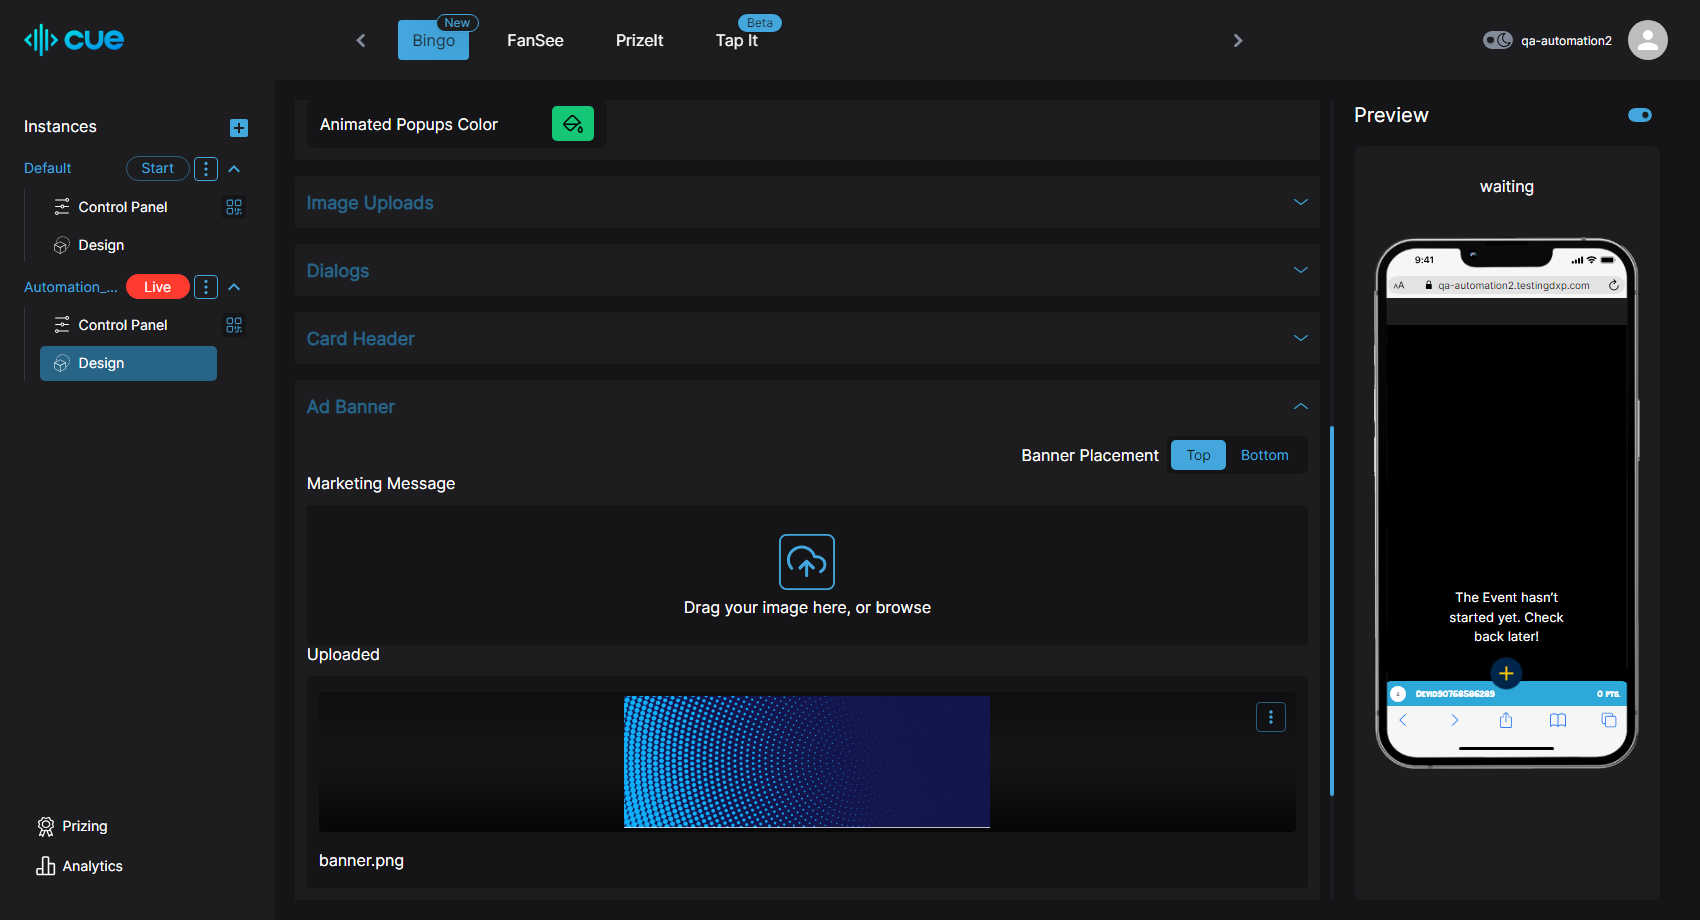 cue
Bingo
New
FanSee
PrizeIt
Tap It
Beta
qa-automation2
Instances
Default
Start
Control Panel
Design
Automation_...
Live
Control Panel
Design
Prizing
Analytics
Animated Popups Color
Image Uploads
Dialogs
Card Header
Ad Banner
Banner Placement
Top
Bottom
Marketing Message
Drag your image here, or browse
Uploaded
banner.png
Preview
waiting
9:41
AA
qa-automation2.testingdxp.com
The Event hasn't
started yet. Check
back later!
0 PTS.